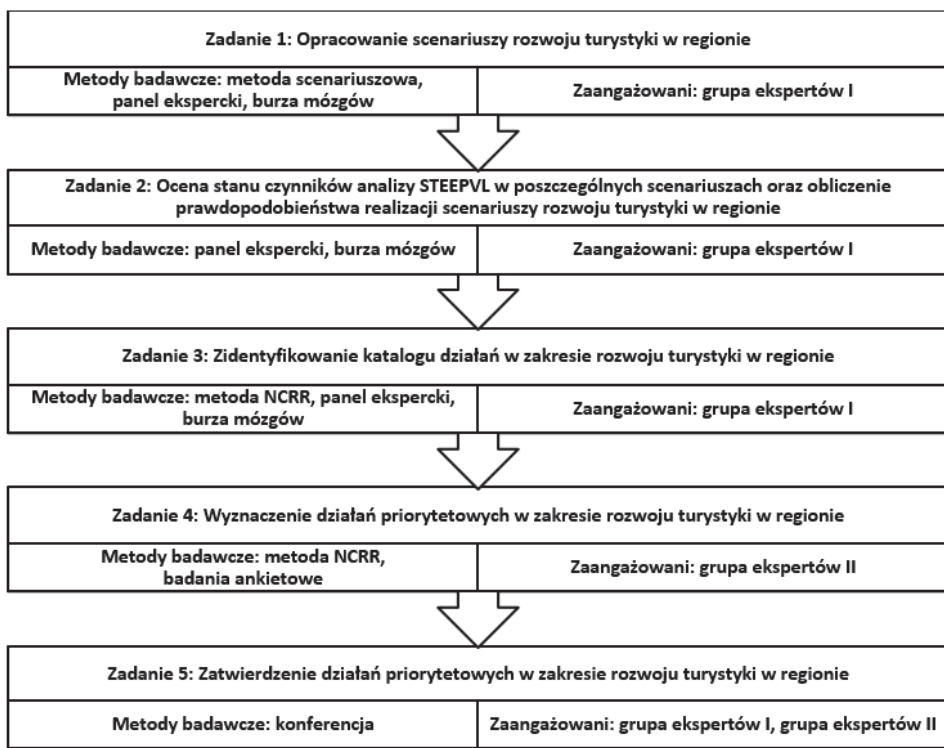 Zadanie 1: Opracowanie scenariuszy rozwoju turystyki w regionie
Metody badawcze: metoda scenariuszowa,
panel ekspercki, burza mózgów
Zaangażowani: grupa ekspertów I
Zadanie 2: Ocena stanu czynników analizy STEEPVL w poszczególnych scenariuszach oraz obliczenie
prawdopodobieństwa realizacji scenariuszy rozwoju turystyki w regionie
Metody badawcze: panel ekspercki, burza mózgów
Zaangażowani: grupa ekspertów I
Zadanie 3: Zidentyfikowanie katalogu działań w zakresie rozwoju turystyki w regionie
Metody badawcze: metoda NCRR, panel ekspercki,
burza mózgów
Zaangażowani: grupa ekspertów I
Zadanie 4: Wyznaczenie działań priorytetowych w zakresie rozwoju turystyki w regionie
Metody badawcze: metoda NCRR,
badania ankietowe
Zaangażowani: grupa ekspertów II
Zadanie 5: Zatwierdzenie działań priorytetowych w zakresie rozwoju turystyki w regionie
Metody badawcze: konferencja
Zaangażowani: grupa ekspertów I, grupa ekspertów II